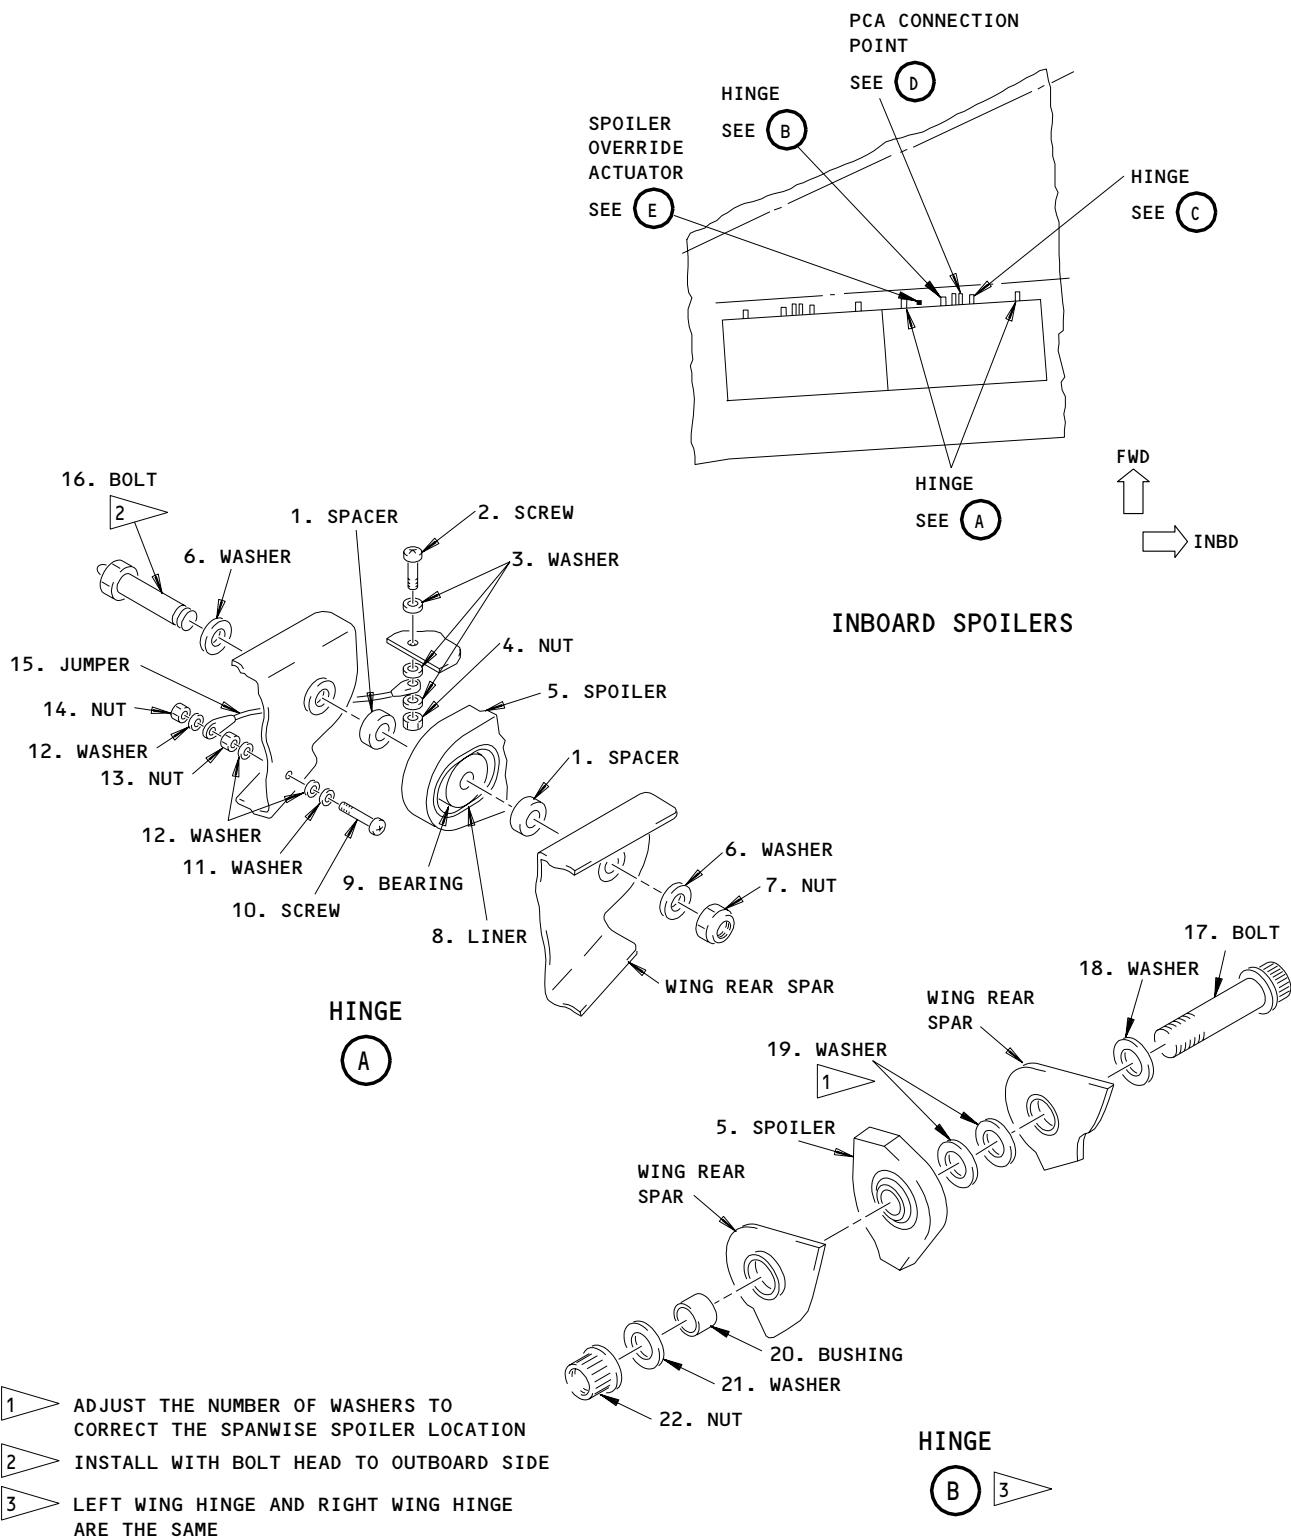 PCA CONNECTION
POINT
SEE D
HINGE
SEE B
SPOILER
OVERRIDE
ACTUATOR
SEE E
HINGE
SEE C
HINGE
SEE A
FWD
INBD
INBOARD SPOILERS
16. BOLT
2
1. SPACER
2. SCREW
6. WASHER
3. WASHER
4. NUT
15. JUMPER
5. SPOILER
14. NUT
12. WASHER
13. NUT
1. SPACER
12. WASHER
11. WASHER
9. BEARING
10. SCREW
8. LINER
6. WASHER
7. NUT
WING REAR SPAR
HINGE
A
17. BOLT
18. WASHER
WING REAR
SPAR
19. WASHER
1
5. SPOILER
WING REAR
SPAR
20. BUSHING
21. WASHER
22. NUT
HINGE
B 3
1 ADJUST THE NUMBER OF WASHERS TO
CORRECT THE SPANWISE SPOILER LOCATION
2 INSTALL WITH BOLT HEAD TO OUTBOARD SIDE
3 LEFT WING HINGE AND RIGHT WING HINGE
ARE THE SAME